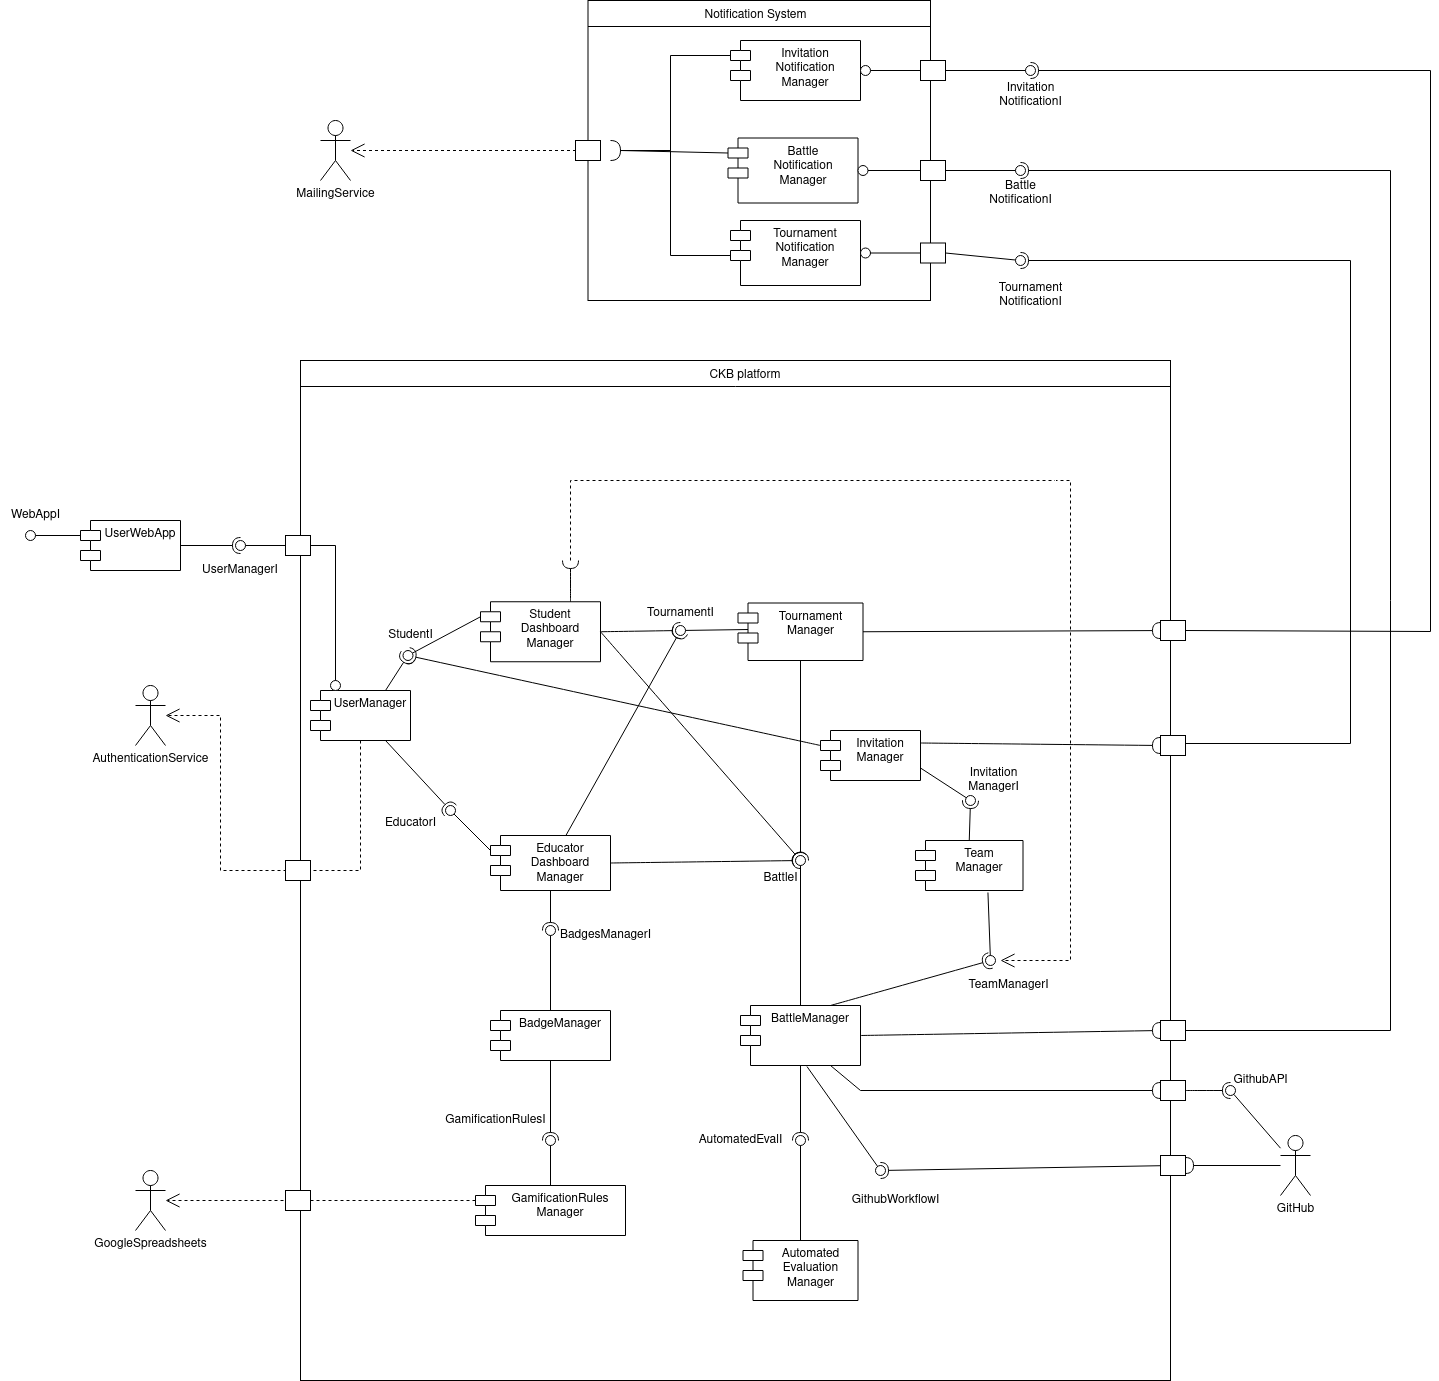 Notification System
Invitation
Notification
Manager
Invitation
NotificationI
Battle
Notification
Manager
Battle
NotificationI
MailingService
Tournament
Notification
Manager
Tournament
NotificationI
CKB platform
WebAppI
UserWebApp
UserManagerI
StudentI
Student
Dashboard
Manager
TournamentI
Tournament
Manager
UserManager
AuthenticationService
Invitation
Manager
Invitation
ManagerI
EducatorI
Educator
Dashboard
Manager
BattleI
Team
Manager
BadgesManagerI
TeamManagerI
BadgeManager
BattleManager
GithubAPI
GamificationRulesI
AutomatedEvalI
GamificationRules
Manager
GithubWorkflowI
GitHub
GoogleSpreadsheets
Automated
Evaluation
Manager